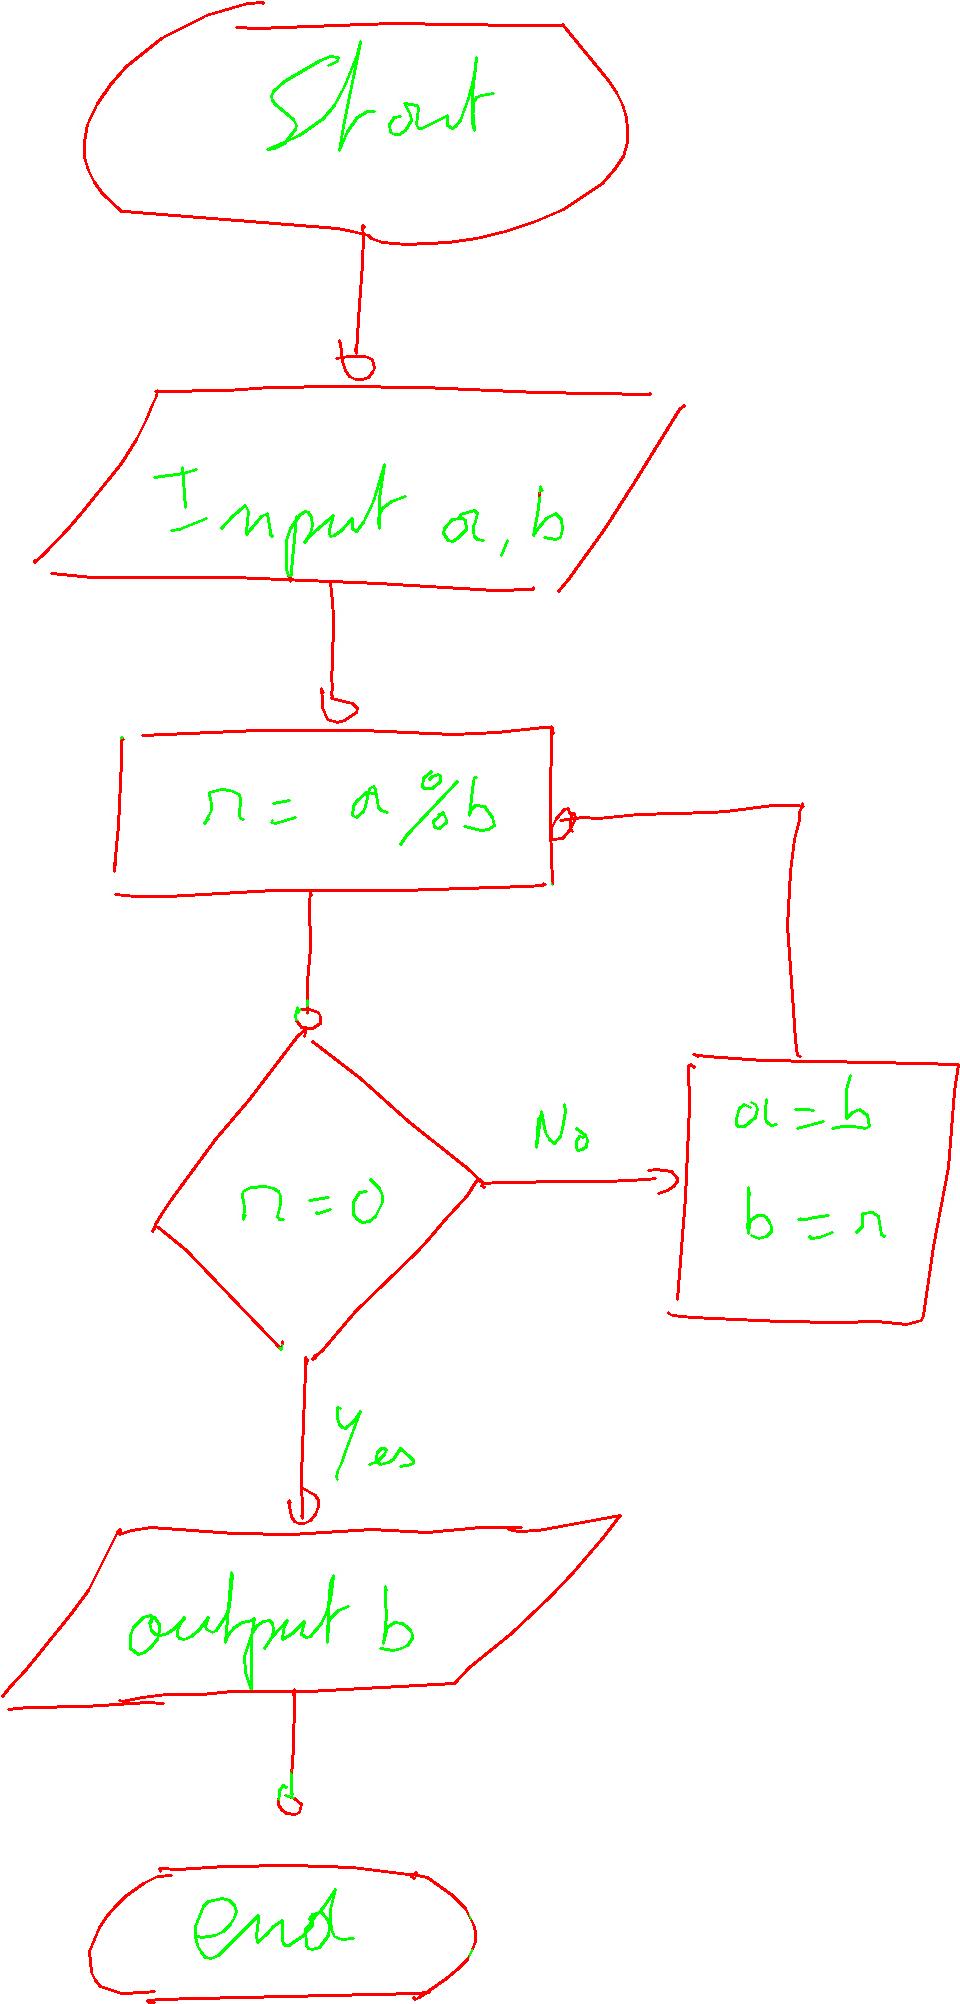 Start
Input a, b
r = a % b
r = 0
No
a = b
b = r
Yes
output b
end